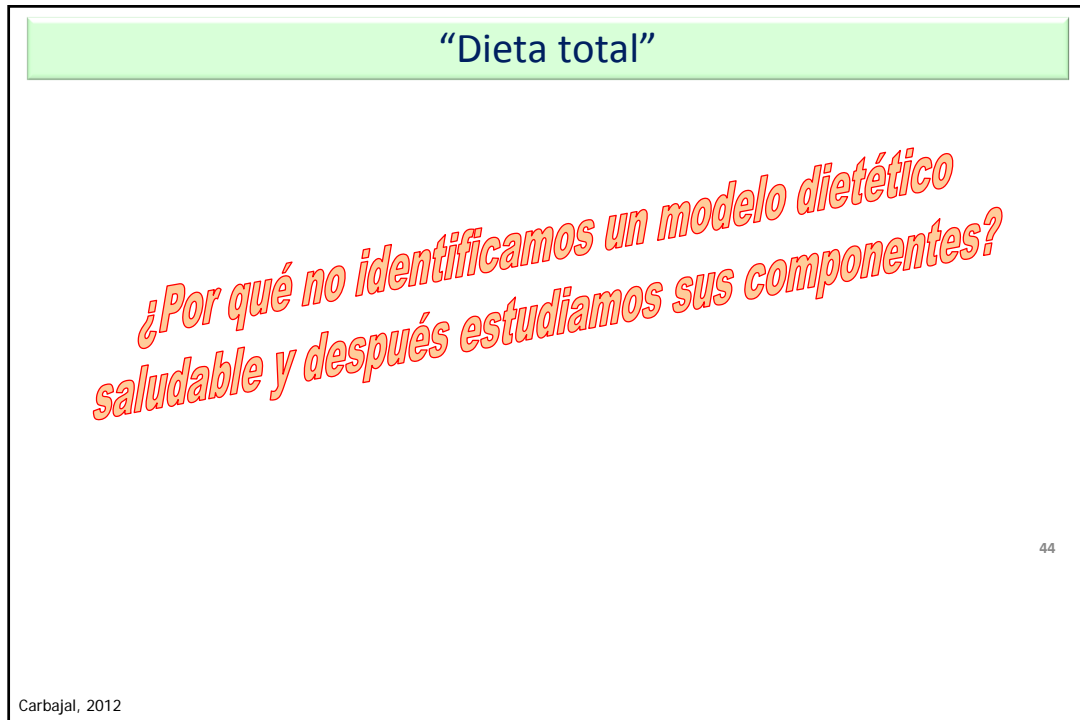 “Dieta total”
¿Por qué no identificamos un modelo dietético
saludable y después estudiamos sus componentes?
44
Carbajal, 2012